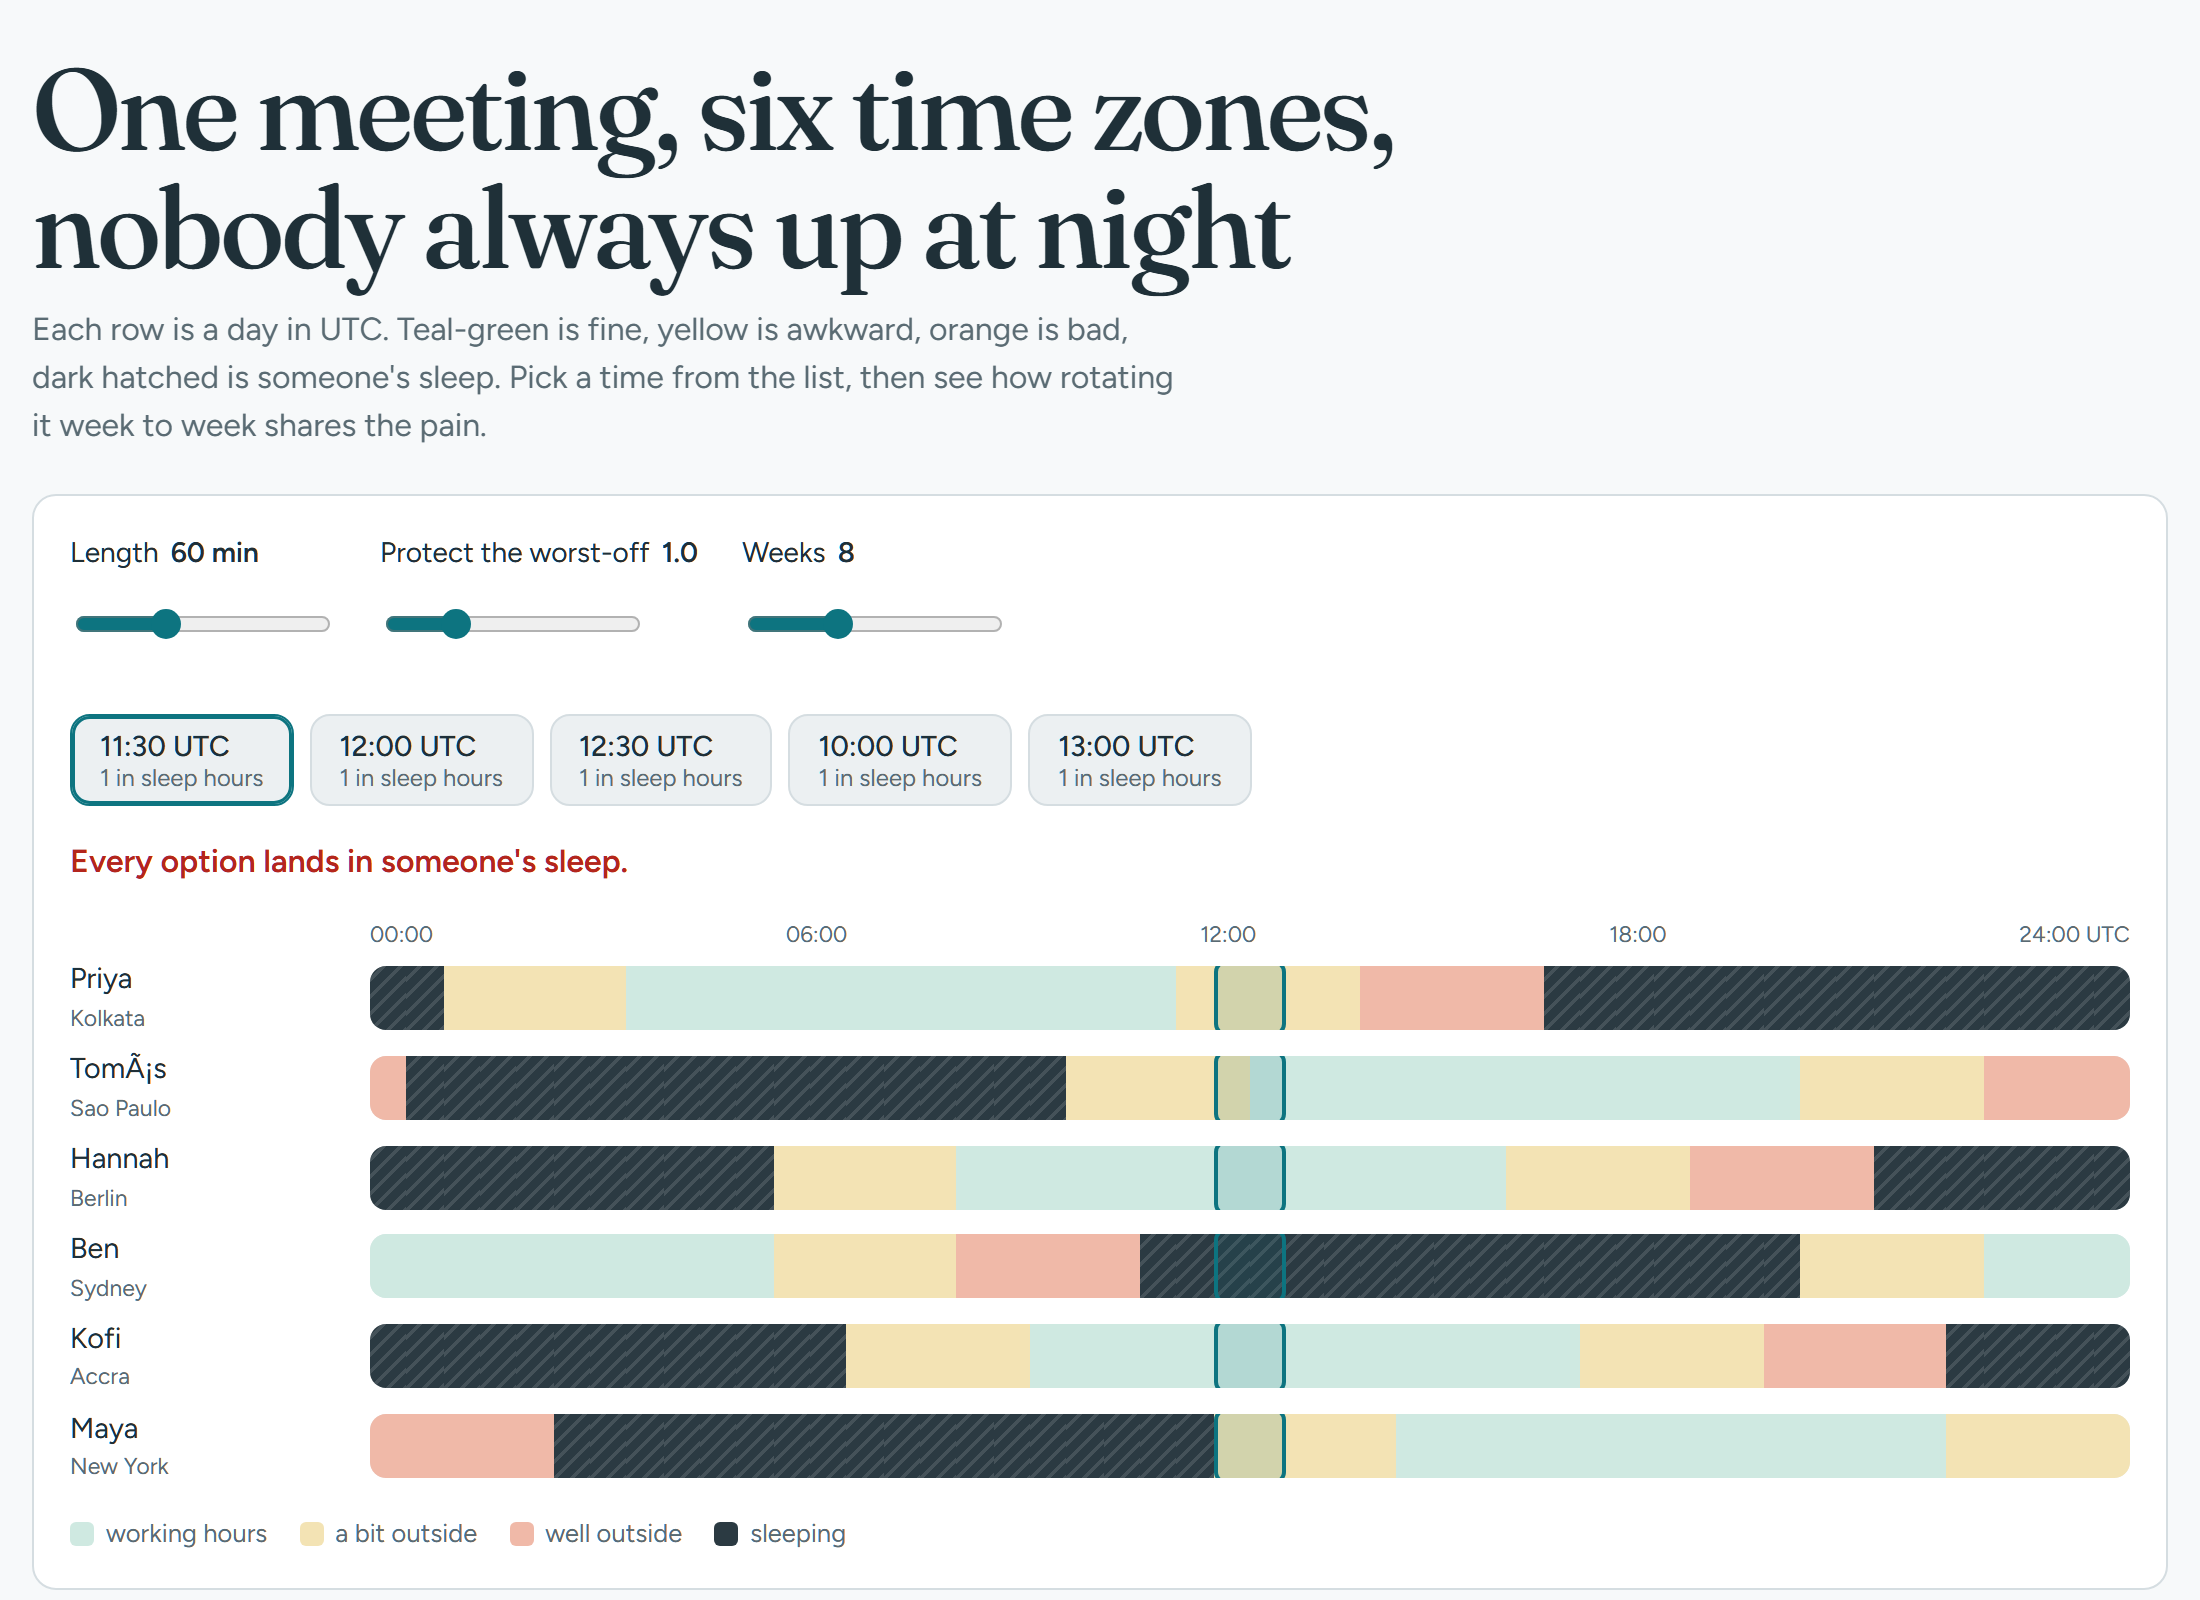 One meeting, six time zones,
nobody always up at night
Each row is a day in UTC. Teal-green is fine, yellow is awkward, orange is bad,
dark hatched is someone's sleep. Pick a time from the list, then see how rotating
it week to week shares the pain.
Length 60 min
Protect the worst-off 1.0
Weeks 8
11:30 UTC
1 in sleep hours
12:00 UTC
1 in sleep hours
12:30 UTC
1 in sleep hours
10:00 UTC
1 in sleep hours
13:00 UTC
1 in sleep hours
Every option lands in someone's sleep.
00:00 06:00 12:00 18:00 24:00 UTC
Priya
Kolkata
TomÃ¡s
Sao Paulo
Hannah
Berlin
Ben
Sydney
Kofi
Accra
Maya
New York
working hours a bit outside well outside sleeping